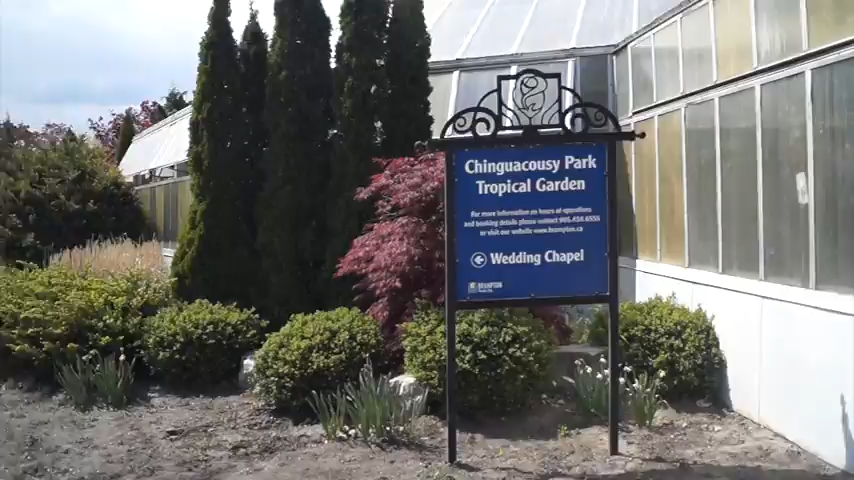 Chinguacousy Park
Tropical Garden
For more information on hours of operations
and booking details please contact 905.458.6555
or visit our website www.brampton.ca
Wedding Chapel
BRAMPTON